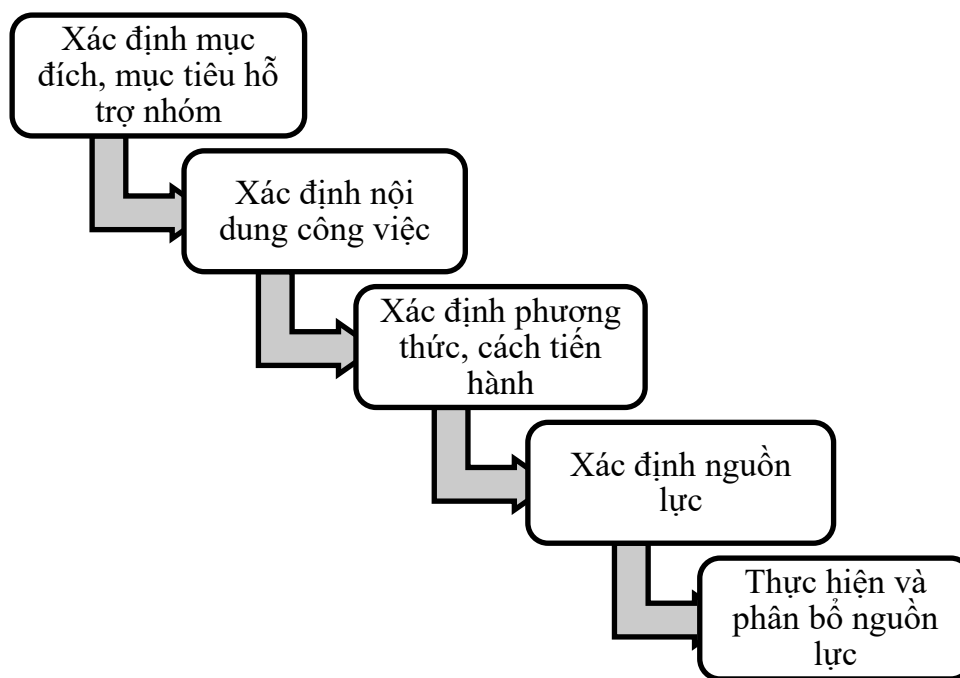 Xác định mục
đích, mục tiêu hỗ
trợ nhóm
Xác định nội
dung công việc
Xác định phương
thức, cách tiến
hành
Xác định nguồn
lực
Thực hiện và
phân bổ nguồn
lực